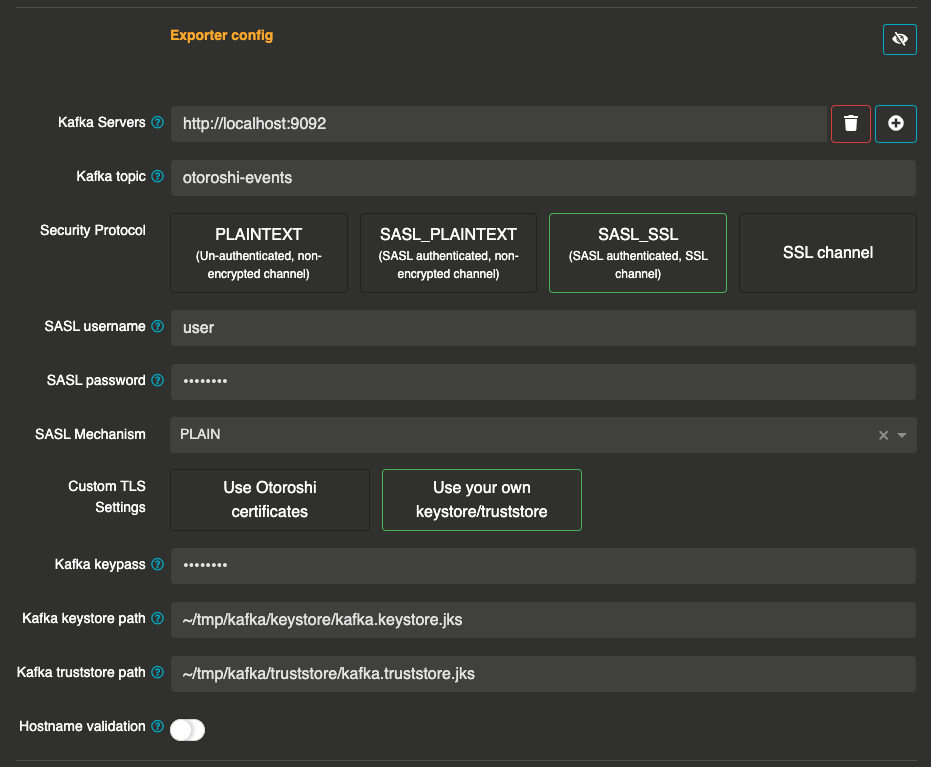 Exporter config
Kafka Servers
http://localhost:9092
Kafka topic
otoroshi-events
Security Protocol
PLAINTEXT
(Un-authenticated, non-
encrypted channel)
SASL_PLAINTEXT
(SASL authenticated, non-
encrypted channel)
SASL_SSL
(SASL authenticated, SSL
channel)
SSL channel
SASL username
user
SASL password
••••••••
SASL Mechanism
PLAIN
Custom TLS
Settings
Use Otoroshi
certificates
Use your own
keystore/truststore
Kafka keypass
••••••••
Kafka keystore path
~/tmp/kafka/keystore/kafka.keystore.jks
Kafka truststore path
~/tmp/kafka/truststore/kafka.truststore.jks
Hostname validation